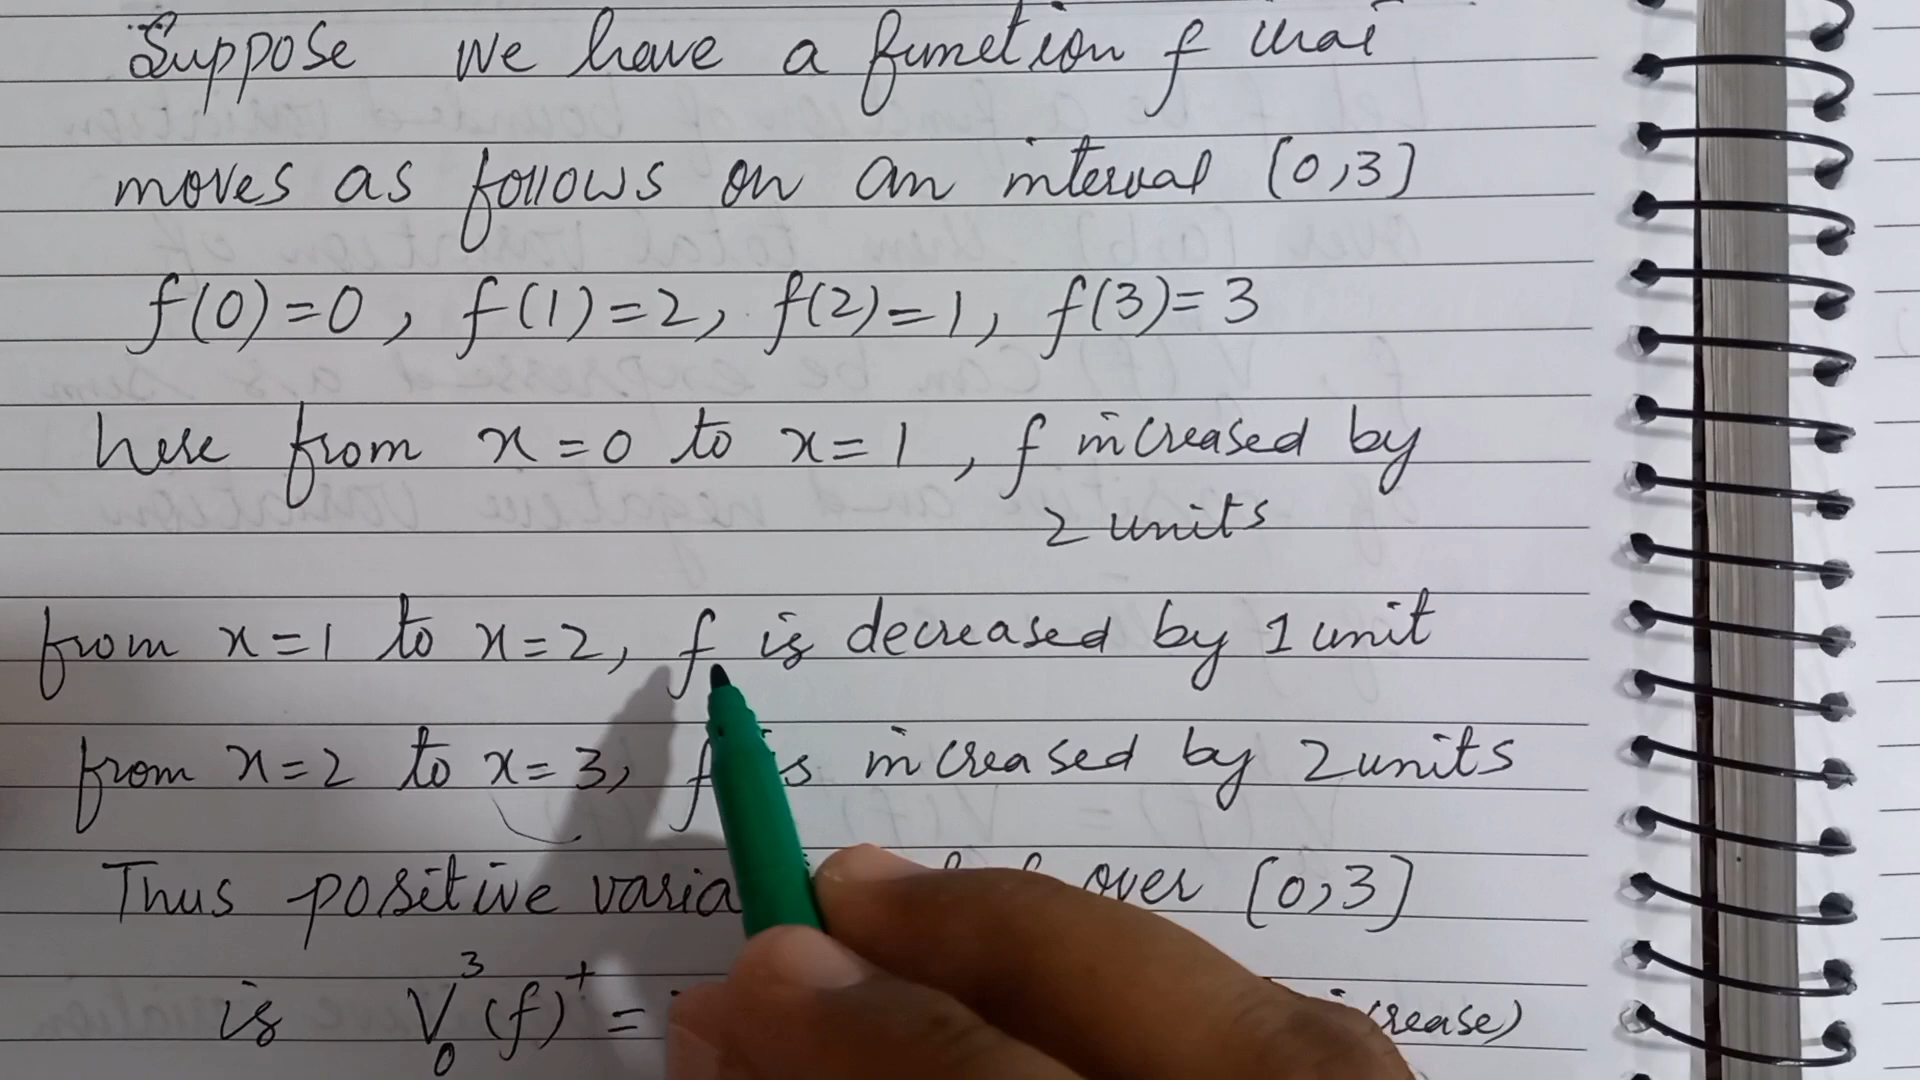 Suppose we have a function f that
moves as follows on an interval [0,3]
f(0)=0, f(1)=2, f(2)=1, f(3)=3
here from x=0 to x=1, f increased by
2 units
from x=1 to x=2, f is decreased by 1 unit
from x=2 to x=3, f is increased by 2 units
Thus positive over [0,3]
is V₀³(f)⁺ =